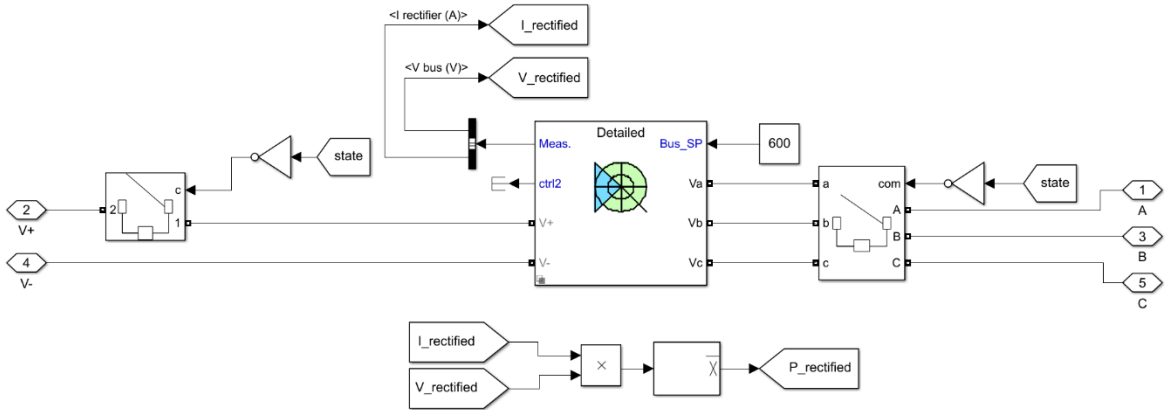 <I rectifier (A)>
I_rectified
<V bus (V)>
V_rectified
Detailed
Meas.
Bus_SP
600
state
ctrl2
c
2
1
V+
V-
Va
Vb
Vc
a
b
c
com
A
B
C
state
2
V+
4
V-
1
A
3
B
5
C
I_rectified
V_rectified
×
x
P_rectified